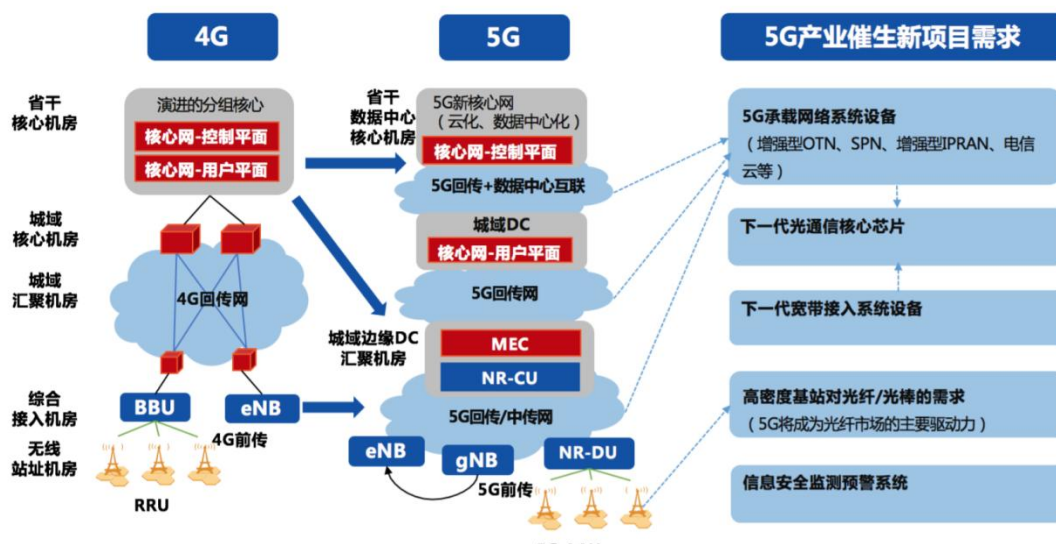 4G
5G
5G产业催生新项目需求
省干
核心机房
演进的分组核心
核心网-控制平面
核心网-用户平面
城域
核心机房
城域
汇聚机房
4G回传网
综合
接入机房
BBU
eNB
4G前传
无线
站址机房
RRU
省干
数据中心
核心机房
5G新核心网
（云化、数据中心化）
核心网-控制平面
5G回传+数据中心互联
城域DC
核心网-用户平面
5G回传网
城域边缘DC
汇聚机房
MEC
NR-CU
5G回传/中传网
eNB
gNB
NR-DU
5G前传
5G承载网络系统设备
（增强型OTN、SPN、增强型IPRAN、电信
云等）
下一代光通信核心芯片
下一代宽带接入系统设备
高密度基站对光纤/光棒的需求
（5G将成为光纤市场的主要驱动力）
信息安全监测预警系统